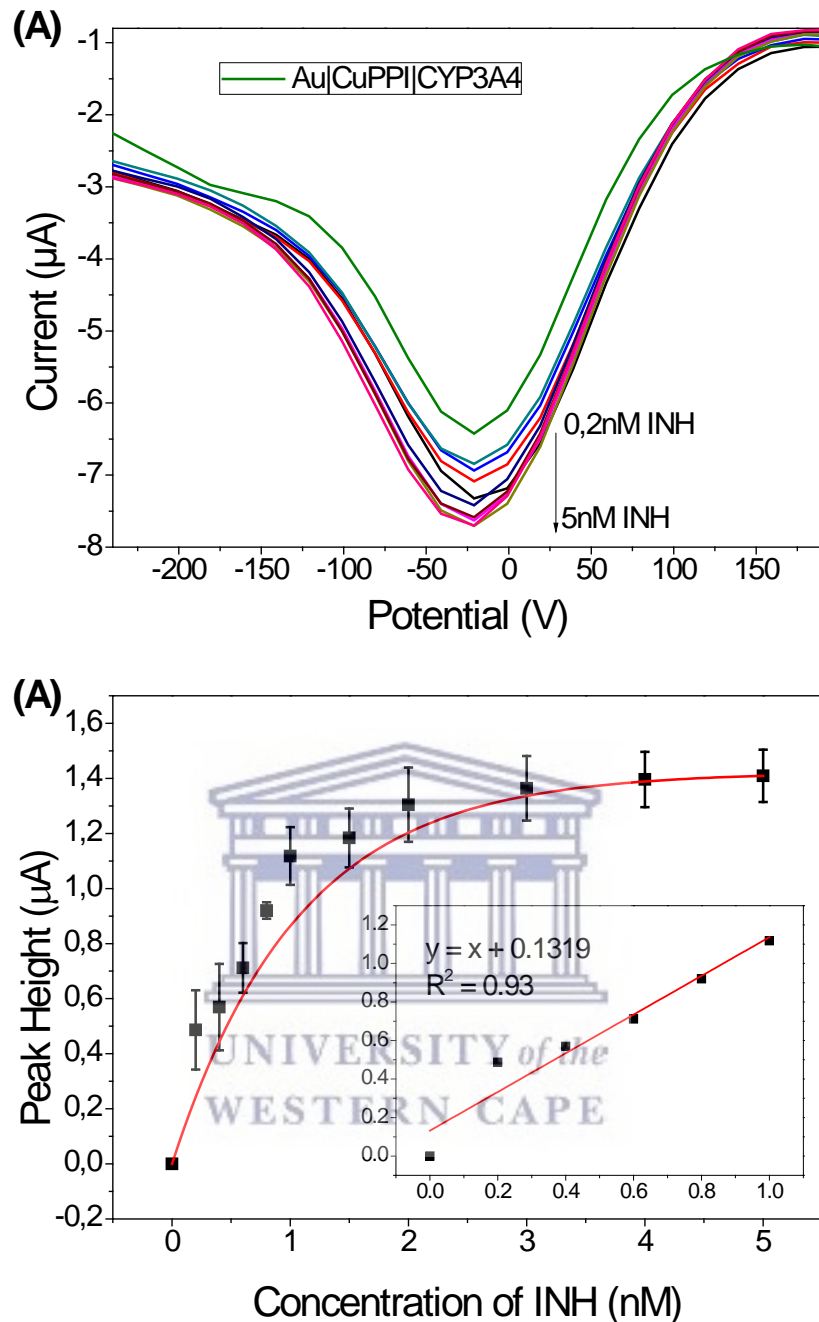 (A)
Au|CuPPI|CYP3A4
-1
-2
-3
-4
-5
-6
-7
-8
Current (µA)
0,2nM INH
5nM INH
-200 -150 -100 -50 0 50 100 150
Potential (V)
(A)
1,6
1,4
1,2
1,0
0,8
0,6
0,4
0,2
0,0
-0,2
Peak Height (µA)
1.2
1.0
0.8
0.6
0.4
0.2
0.0
y = x + 0.1319
R² = 0.93
0.0 0.2 0.4 0.6 0.8 1.0
UNIVERSITY of the
WESTERN CAPE
0 1 2 3 4 5
Concentration of INH (nM)